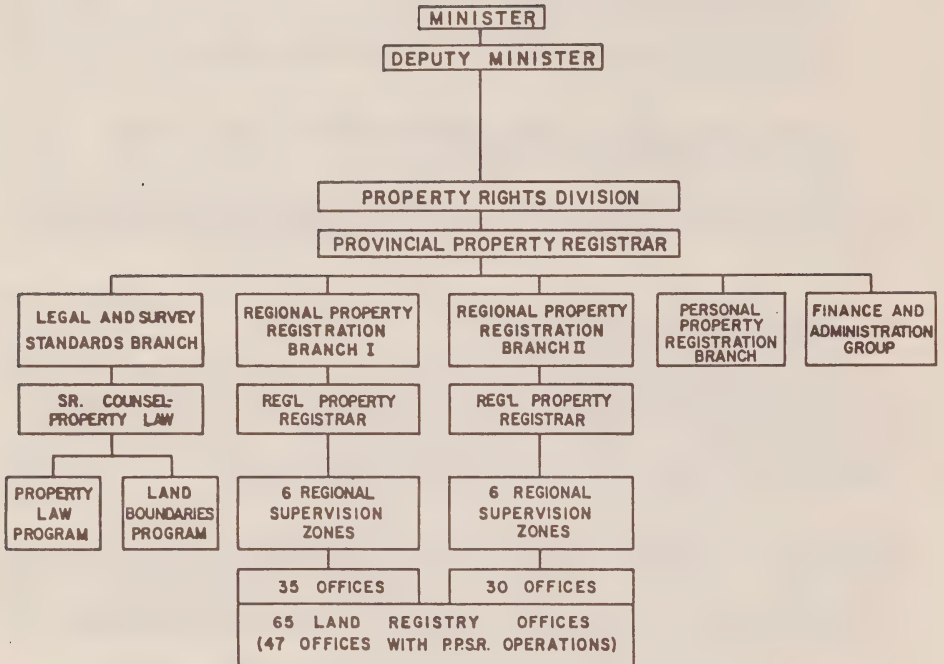 MINISTER
DEPUTY MINISTER
PROPERTY RIGHTS DIVISION
PROVINCIAL PROPERTY REGISTRAR
LEGAL AND SURVEY
STANDARDS BRANCH
REGIONAL PROPERTY
REGISTRATION
BRANCH I
REGIONAL PROPERTY
REGISTRATION
BRANCH II
PERSONAL
PROPERTY
REGISTRATION
BRANCH
FINANCE AND
ADMINISTRATION
GROUP
SR. COUNSEL-
PROPERTY LAW
REG'L PROPERTY
REGISTRAR
REG'L PROPERTY
REGISTRAR
PROPERTY
LAW
PROGRAM
LAND
BOUNDARIES
PROGRAM
6 REGIONAL
SUPERVISION
ZONES
6 REGIONAL
SUPERVISION
ZONES
35 OFFICES
30 OFFICES
65 LAND REGISTRY OFFICES
(47 OFFICES WITH P.P.S.R. OPERATIONS)